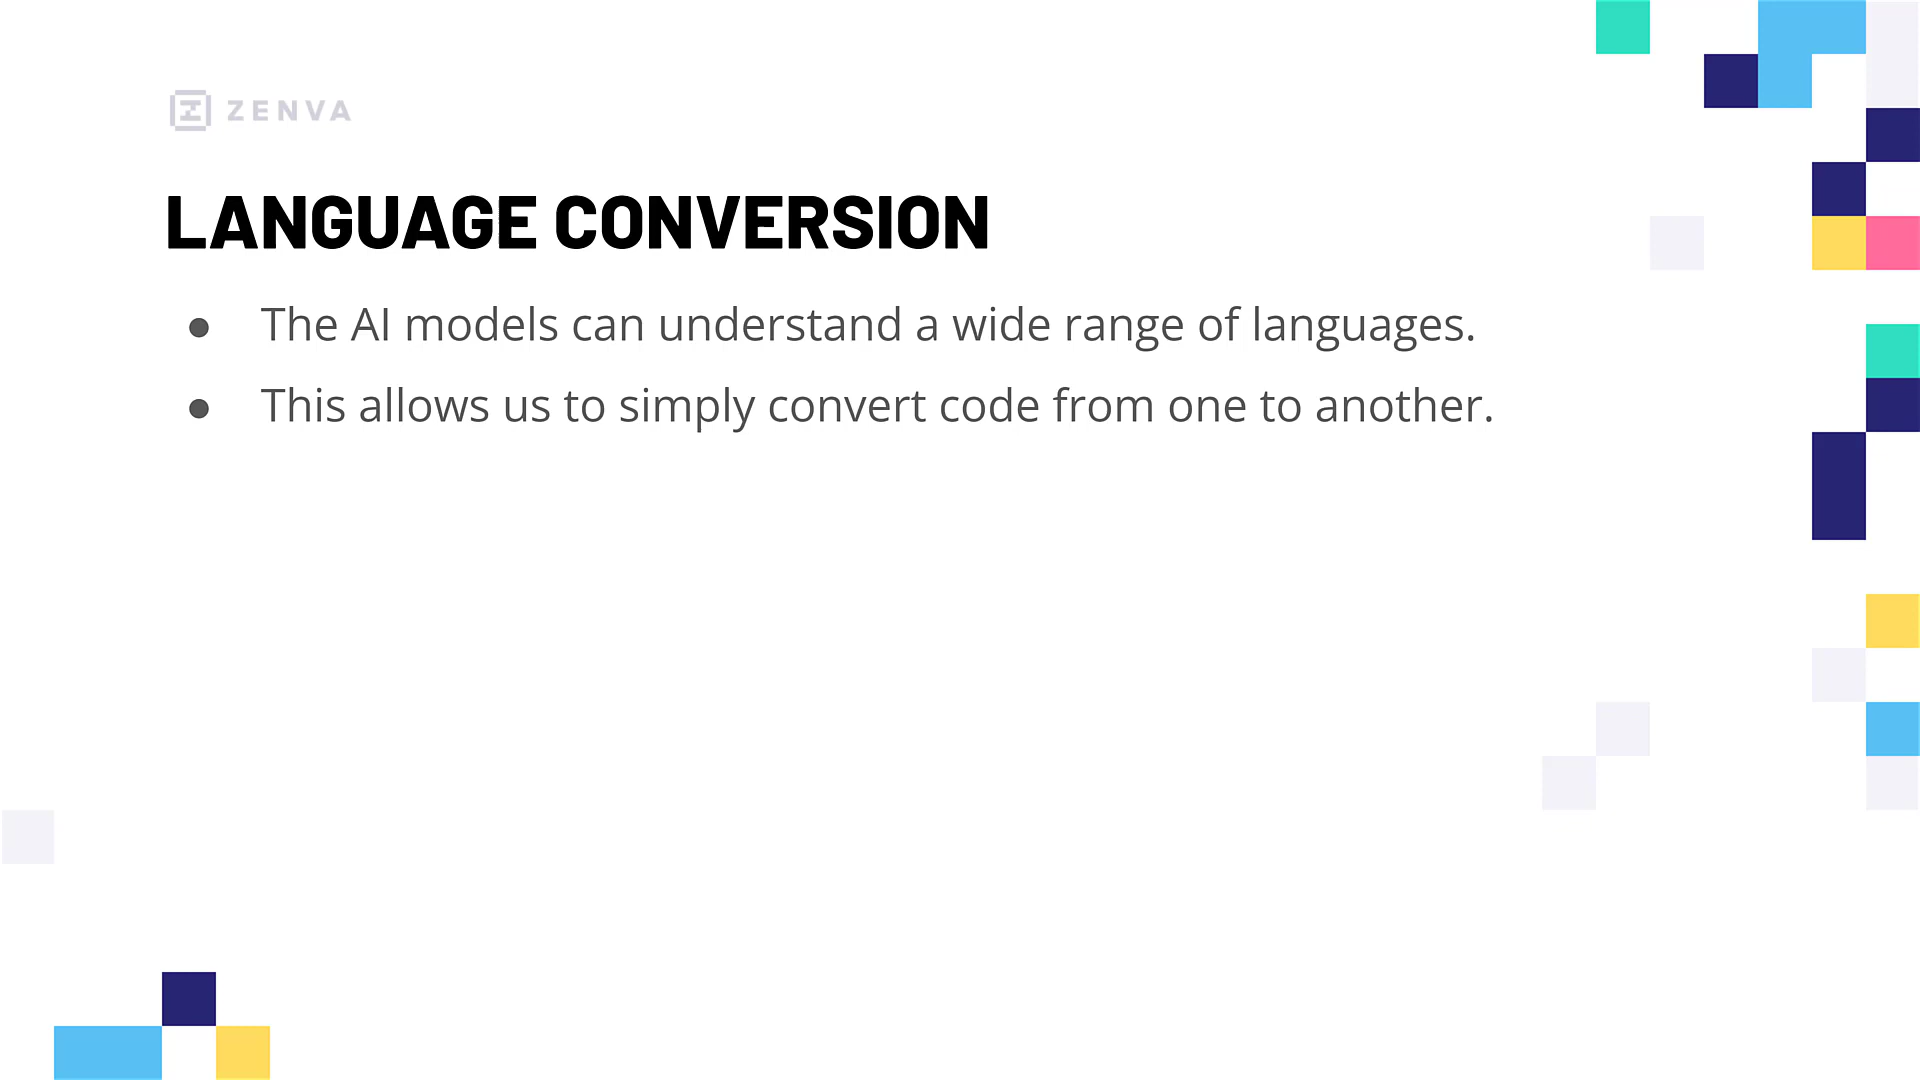 ZENVA
LANGUAGE CONVERSION
● The AI models can understand a wide range of languages.
● This allows us to simply convert code from one to another.